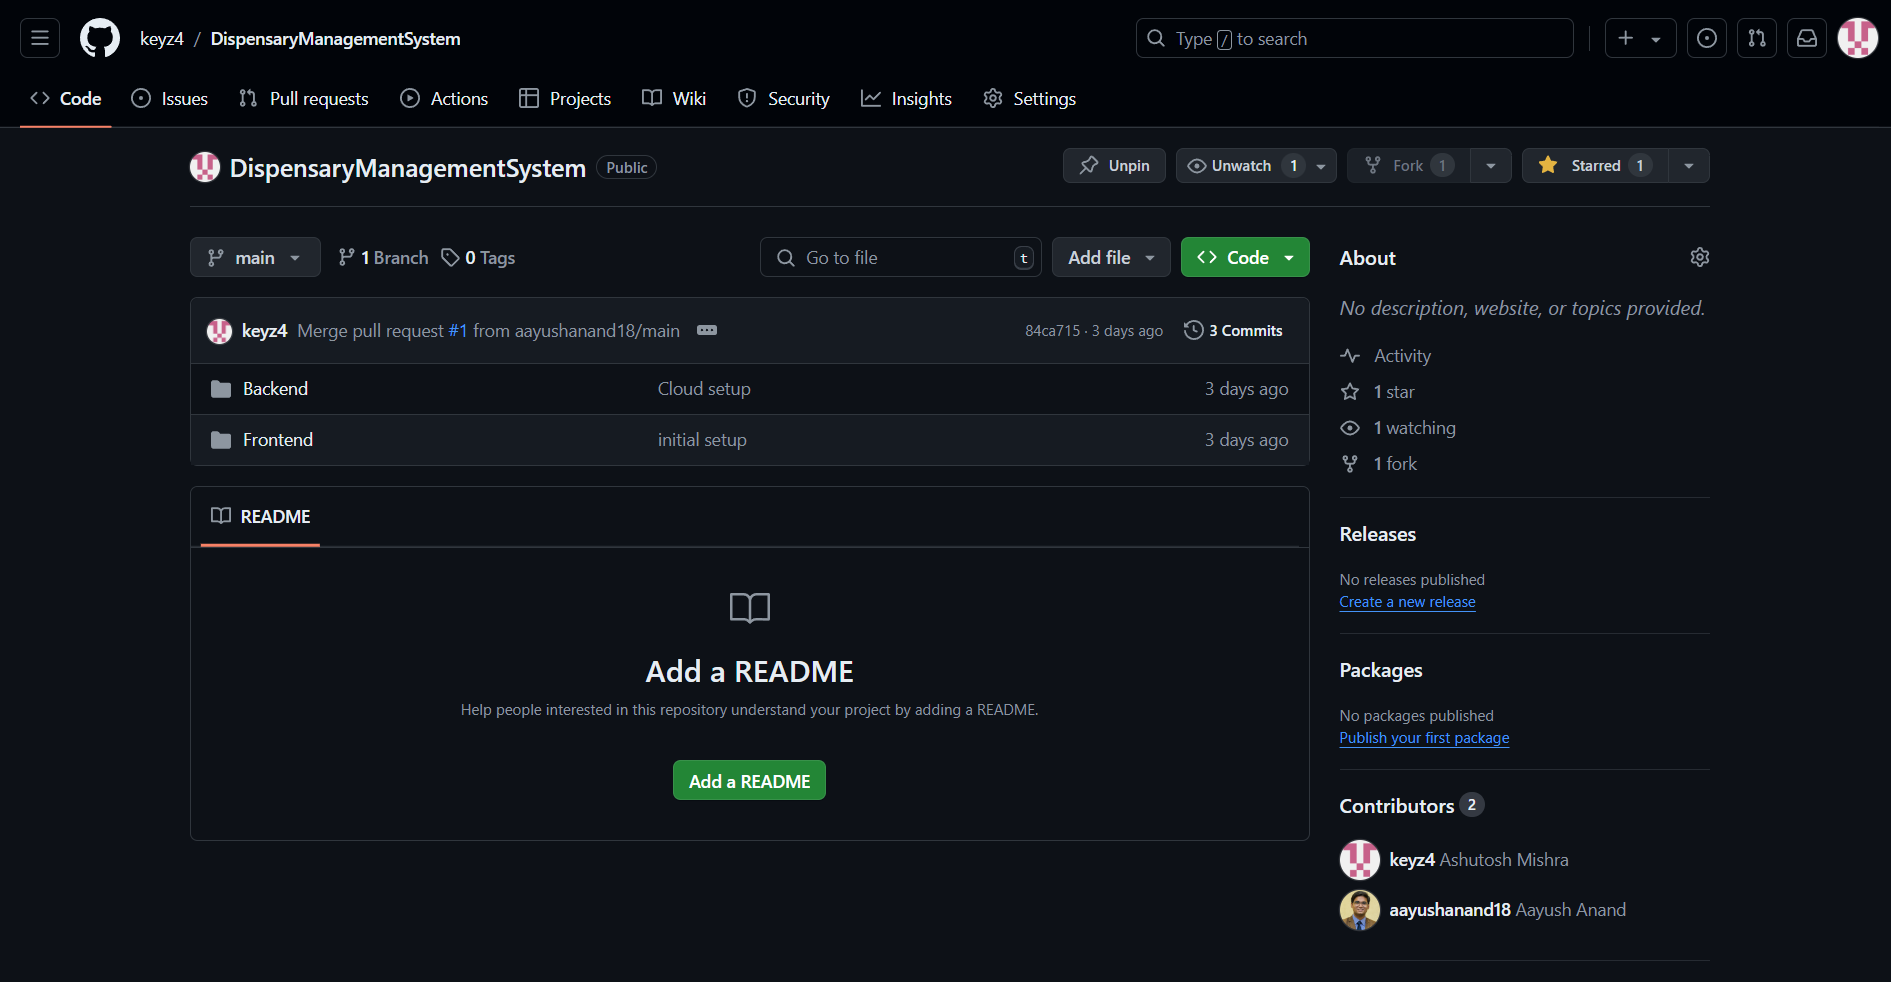 keyz4 / DispensaryManagementSystem
Type / to search
Code Issues Pull requests Actions Projects Wiki Security Insights Settings
DispensaryManagementSystem Public
Unpin Unwatch 1 Fork 1 Starred 1
main 1 Branch 0 Tags
Go to file t Add file Code
keyz4 Merge pull request #1 from aayushanand18/main 84ca715 · 3 days ago 3 Commits
Backend Cloud setup 3 days ago
Frontend initial setup 3 days ago
README
Add a README
Help people interested in this repository understand your project by adding a README.
Add a README
About
No description, website, or topics provided.
Activity
1 star
1 watching
1 fork
Releases
No releases published
Create a new release
Packages
No packages published
Publish your first package
Contributors 2
keyz4 Ashutosh Mishra
aayushanand18 Aayush Anand